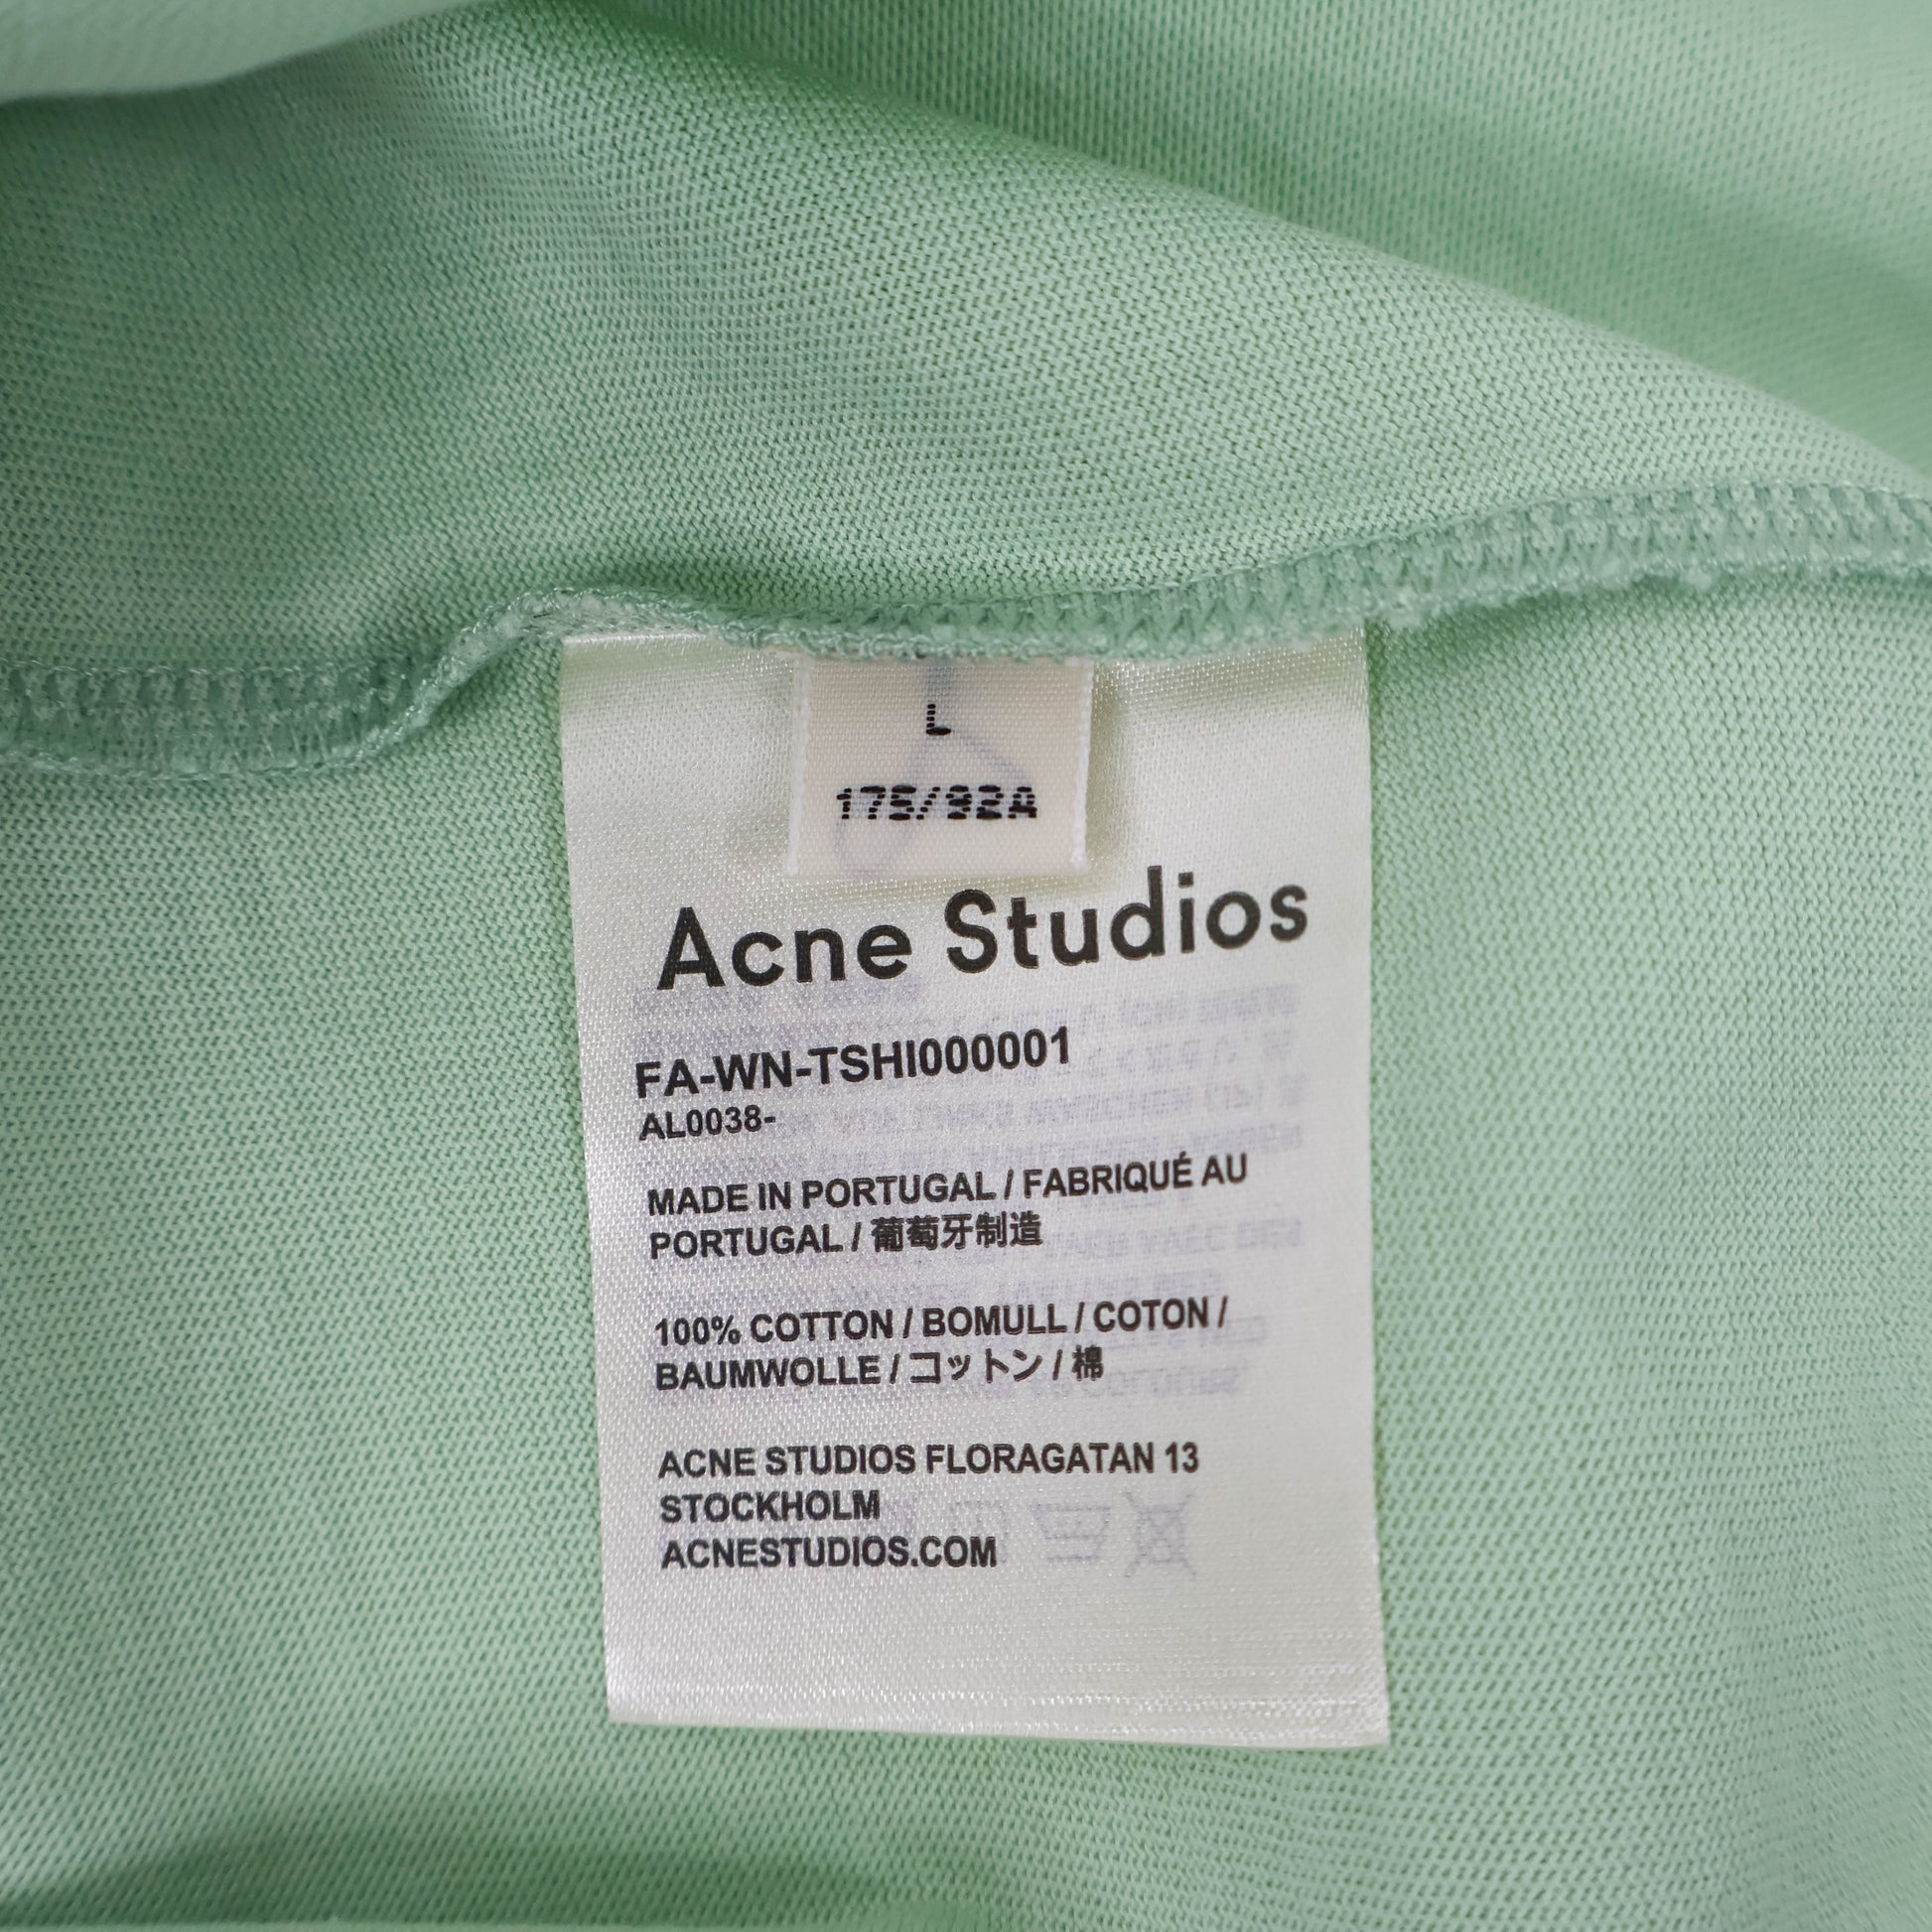 L
175/92A
Acne Studios
FA-WN-TSHI000001
AL0038-
MADE IN PORTUGAL / FABRIQUÉ AU
PORTUGAL / 葡萄牙制造
100% COTTON / BOMULL / COTON /
BAUMWOLLE / コットン / 棉
ACNE STUDIOS FLORAGATAN 13
STOCKHOLM
ACNESTUDIOS.COM